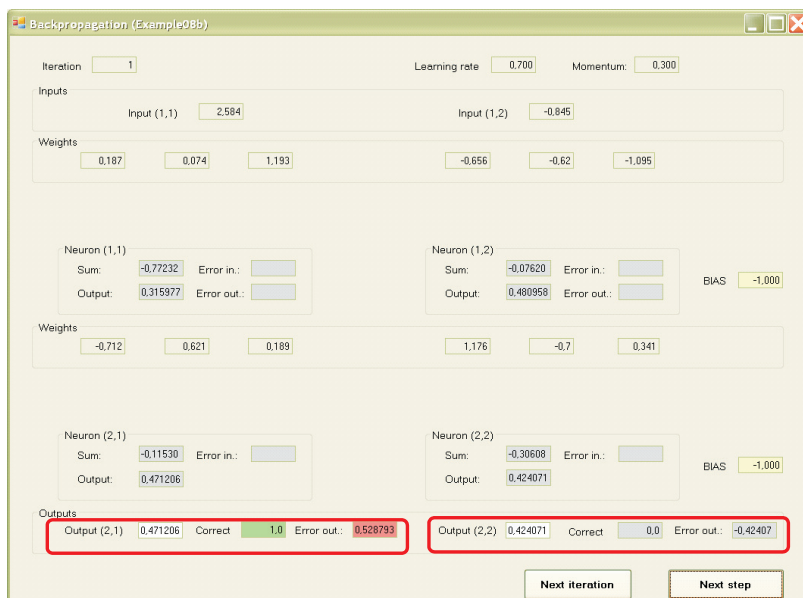 Backpropagation (Example08b)
Iteration 1 Learning rate 0,700 Momentum: 0,300
Inputs
Input (1,1) 2,584 Input (1,2) -0,845
Weights
0,187 0,074 1,193 -0,656 -0,62 -1,095
Neuron (1,1) Neuron (1,2)
Sum: -0,77232 Error in.: Sum: -0,07620 Error in.:
BIAS -1,000
Output: 0,315977 Error out.: Output: 0,480958 Error out.:
Weights
-0,712 0,621 0,189 1,176 -0,7 0,341
Neuron (2,1) Neuron (2,2)
Sum: -0,11530 Error in.: Sum: -0,30608 Error in.:
BIAS -1,000
Output: 0,471206 Output: 0,424071
Outputs
Output (2,1) 0,471206 Correct 1,0 Error out.: 0,528793 Output (2,2) 0,424071 Correct 0,0 Error out.: -0,42407
Next iteration Next step